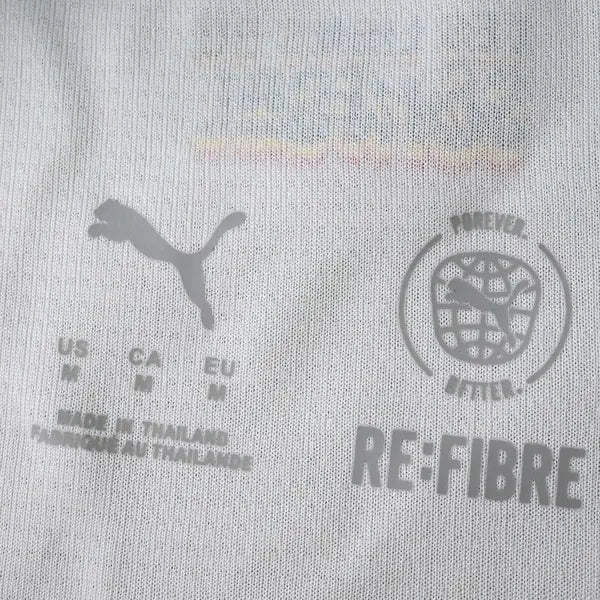 US CA EU
M M M
MADE IN THAILAND
FABRIQUE AU THAILANDE
FOREVER.
BETTER.
RE:FIBRE